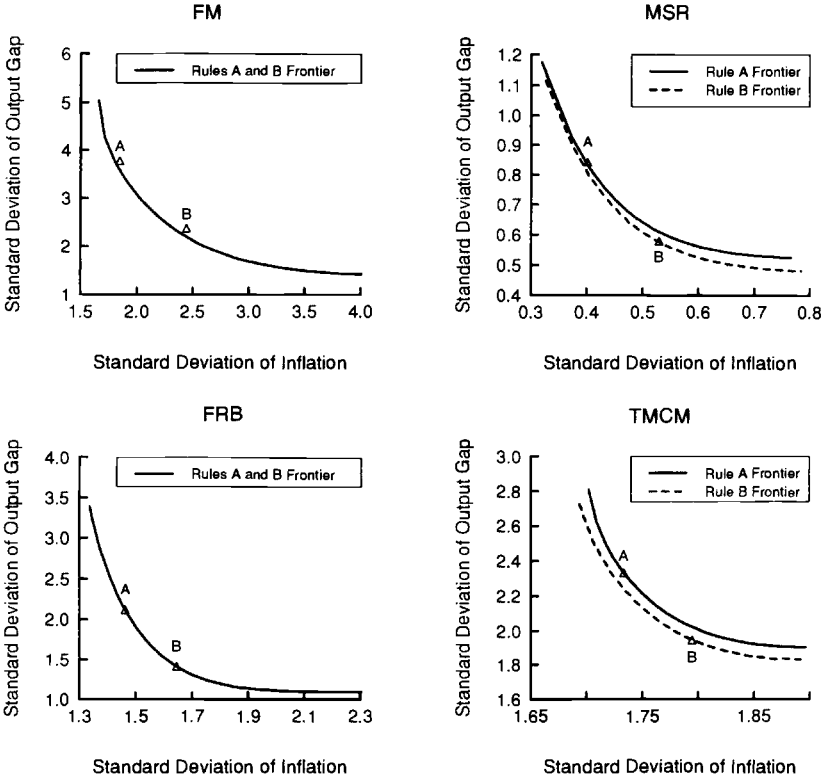 FM
Standard Deviation of Output Gap
6
5
4
3
2
1
Rules A and B Frontier
A
B
1.5 2.0 2.5 3.0 3.5 4.0
Standard Deviation of Inflation
MSR
Standard Deviation of Output Gap
1.2
1.1
1.0
0.9
0.8
0.7
0.6
0.5
0.4
Rule A Frontier
Rule B Frontier
A
B
0.3 0.4 0.5 0.6 0.7 0.8
Standard Deviation of Inflation
FRB
Standard Deviation of Output Gap
4.0
3.5
3.0
2.5
2.0
1.5
1.0
Rules A and B Frontier
A
B
1.3 1.5 1.7 1.9 2.1 2.3
Standard Deviation of Inflation
TMCM
Standard Deviation of Output Gap
3.0
2.8
2.6
2.4
2.2
2.0
1.8
1.6
Rule A Frontier
Rule B Frontier
A
B
1.65 1.75 1.85
Standard Deviation of Inflation